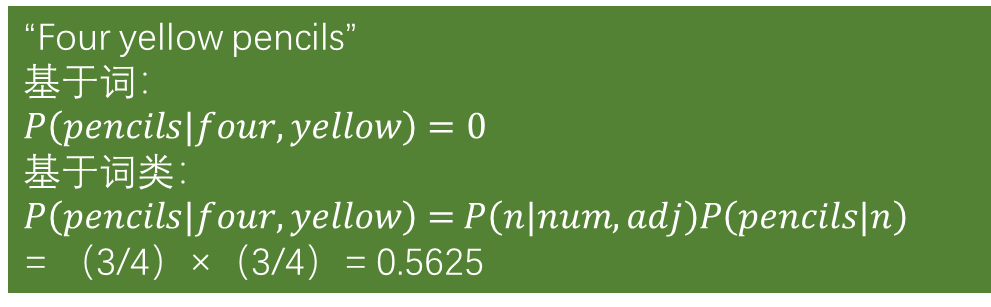 “Four yellow pencils”
基于词：
P(pencils|four, yellow) = 0
基于词类：
P(pencils|four, yellow) = P(n|num, adj)P(pencils|n)
= （3/4）×（3/4） = 0.5625